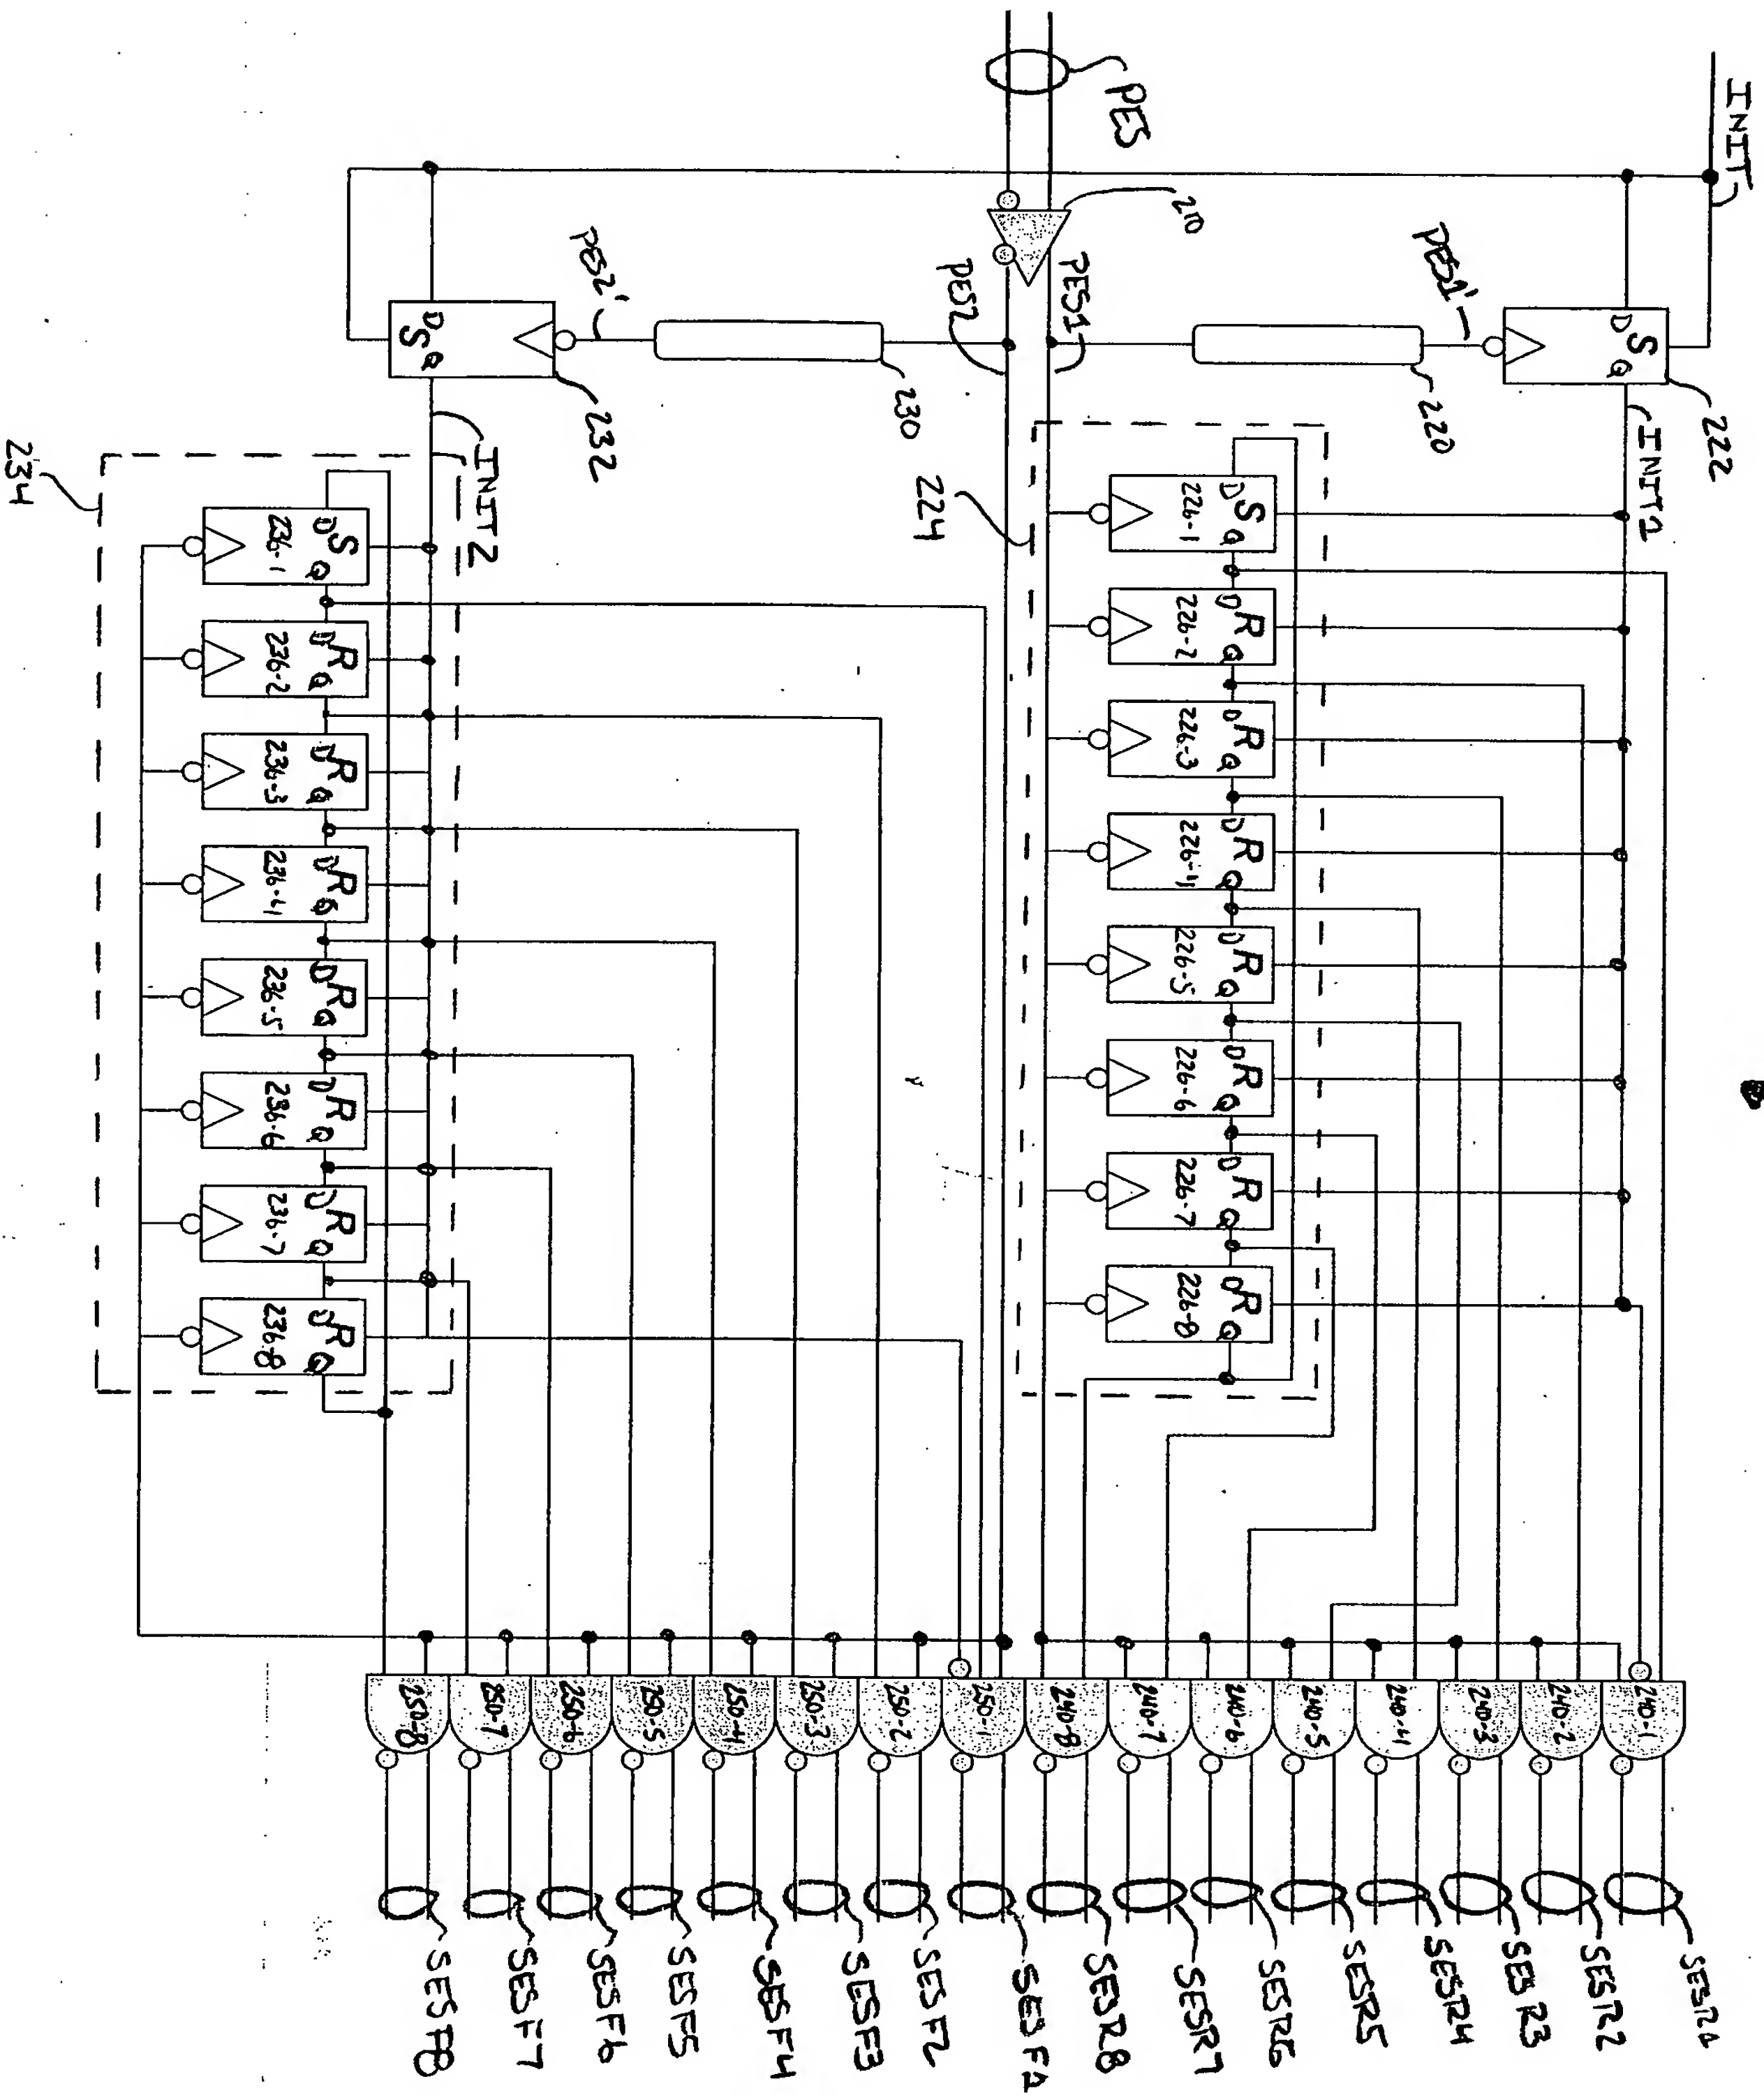 INIT
222
INIT1
PES1'
220
PES
210
PES1
PES2
224
226-1
D S Q
226-2
D R Q
226-3
D R Q
226-4
D R Q
226-5
D R Q
226-6
D R Q
226-7
D R Q
226-8
D R Q
D S Q
230
PES2'
232
D S Q
INIT2
234
236-1
D S Q
236-2
D R Q
236-3
D R Q
236-4
D R Q
236-5
D R Q
236-6
D R Q
236-7
D R Q
236-8
D R Q
240-1
240-2
240-3
240-4
240-5
240-6
240-7
240-8
250-1
250-2
250-3
250-4
250-5
250-6
250-7
250-8
SESR1
SESR2
SESR3
SESR4
SESR5
SESR6
SESR7
SESR8
SESF1
SESF2
SESF3
SESF4
SESF5
SESF6
SESF7
SESF8